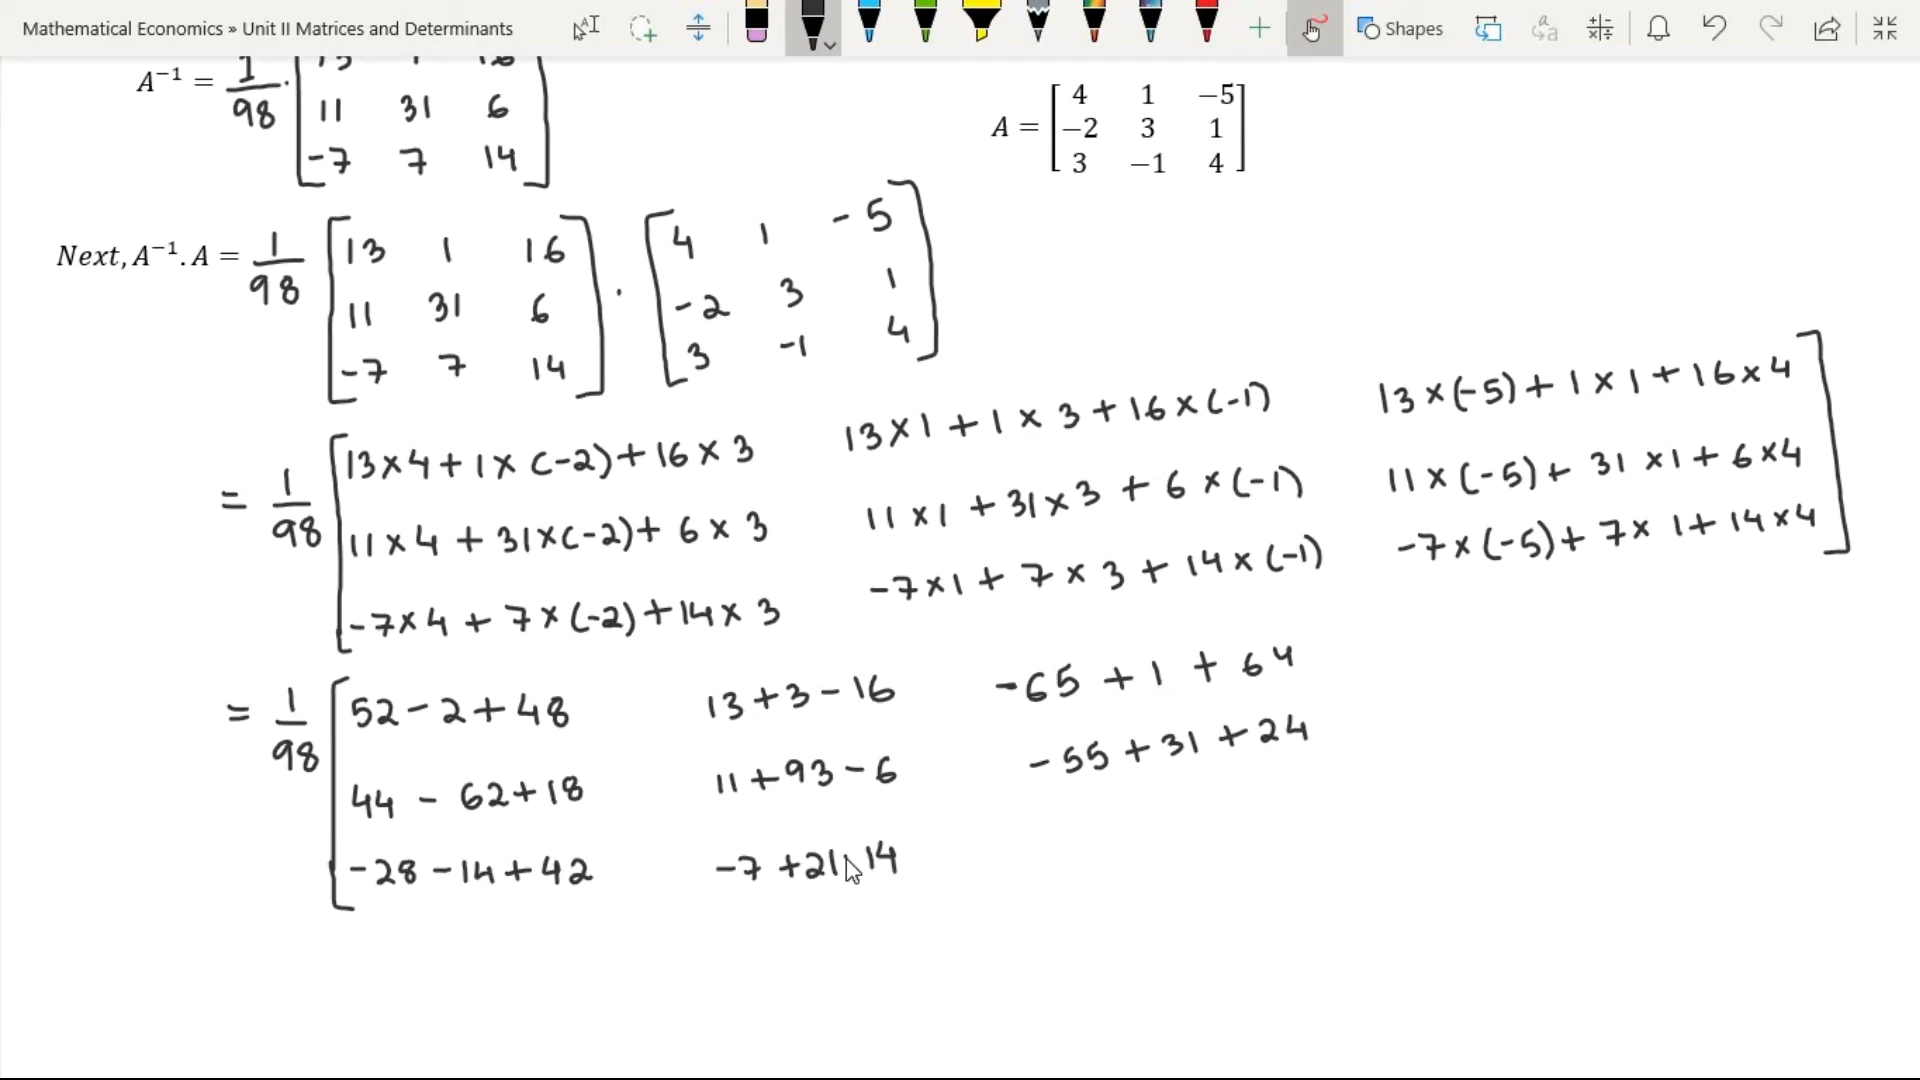 Mathematical Economics » Unit II Matrices and Determinants
Shapes
A⁻¹ = 1/98 · [13 1 16
11 31 6
-7 7 14]
A = [4 1 −5
−2 3 1
3 −1 4]
Next, A⁻¹. A = 1/98 [13 1 16
11 31 6
-7 7 14] · [4 1 -5
-2 3 1
3 -1 4]
= 1/98 [13×4+1×(-2)+16×3 13×1+1×3+16×(-1) 13×(-5)+1×1+16×4
11×4+31×(-2)+6×3 11×1+31×3+6×(-1) 11×(-5)+31×1+6×4
-7×4+7×(-2)+14×3 -7×1+7×3+14×(-1) -7×(-5)+7×1+14×4]
= 1/98 [52-2+48 13+3-16 -65+1+64
44-62+18 11+93-6 -55+31+24
-28-14+42 -7+21-14